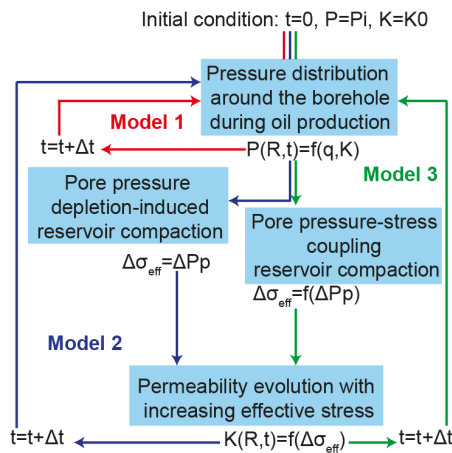 Initial condition: t=0, P=Pi, K=K0
Pressure distribution
around the borehole
during oil production
Model 1
t=t+Δt
P(R,t)=f(q,K)
Model 3
Pore pressure
depletion-induced
reservoir compaction
Pore pressure-stress
coupling
reservoir compaction
Δσeff=ΔPp
Δσeff=f(ΔPp)
Model 2
Permeability evolution with
increasing effective stress
t=t+Δt
K(R,t)=f(Δσeff)
t=t+Δt